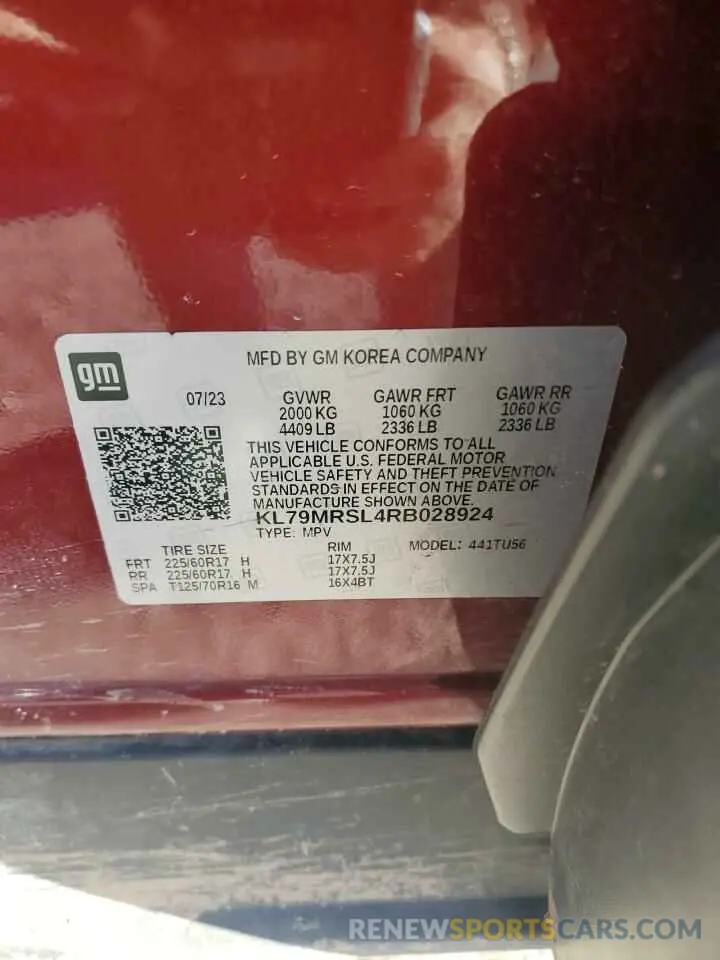 gm
MFD BY GM KOREA COMPANY
07/23 GVWR GAWR FRT GAWR RR
2000 KG 1060 KG 1060 KG
4409 LB 2336 LB 2336 LB
THIS VEHICLE CONFORMS TO ALL
APPLICABLE U.S. FEDERAL MOTOR
VEHICLE SAFETY AND THEFT PREVENTION
STANDARDS IN EFFECT ON THE DATE OF
MANUFACTURE SHOWN ABOVE.
KL79MRSL4RB028924
TYPE: MPV
TIRE SIZE RIM MODEL: 441TU56
FRT 225/60R17 H 17X7.5J
RR 225/60R17 H 17X7.5J
SPA T125/70R16 M 16X4BT
RENEWSPORTSCARS.COM